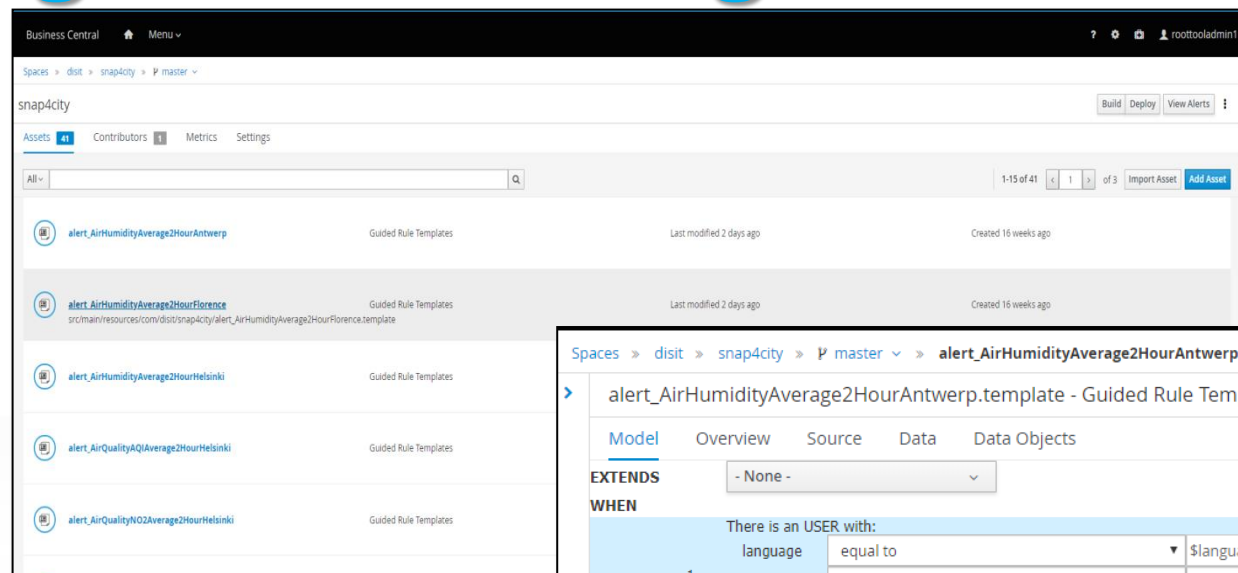 Business Central Menu ? roottooladmin1
Spaces » disit » snap4city » master
snap4city Build Deploy View Alerts
Assets 41 Contributors 1 Metrics Settings
All 1-15 of 41 < 1 > of 3 Import Asset Add Asset
alert_AirHumidityAverage2HourAntwerp Guided Rule Templates Last modified 2 days ago Created 16 weeks ago
alert_AirHumidityAverage2HourFlorence Guided Rule Templates Last modified 2 days ago Created 16 weeks ago
src/main/resources/com/disit/snap4city/alert_AirHumidityAverage2HourFlorence.template
alert_AirHumidityAverage2HourHelsinki Guided Rule Templates
alert_AirQualityAQIAverage2HourHelsinki Guided Rule Templates
alert_AirQualityNO2Average2HourHelsinki Guided Rule Templates
Spaces » disit » snap4city » master » alert_AirHumidityAverage2HourAntwerp
alert_AirHumidityAverage2HourAntwerp.template - Guided Rule Tem
Model Overview Source Data Data Objects
EXTENDS - None -
WHEN
There is an USER with:
language equal to $langua